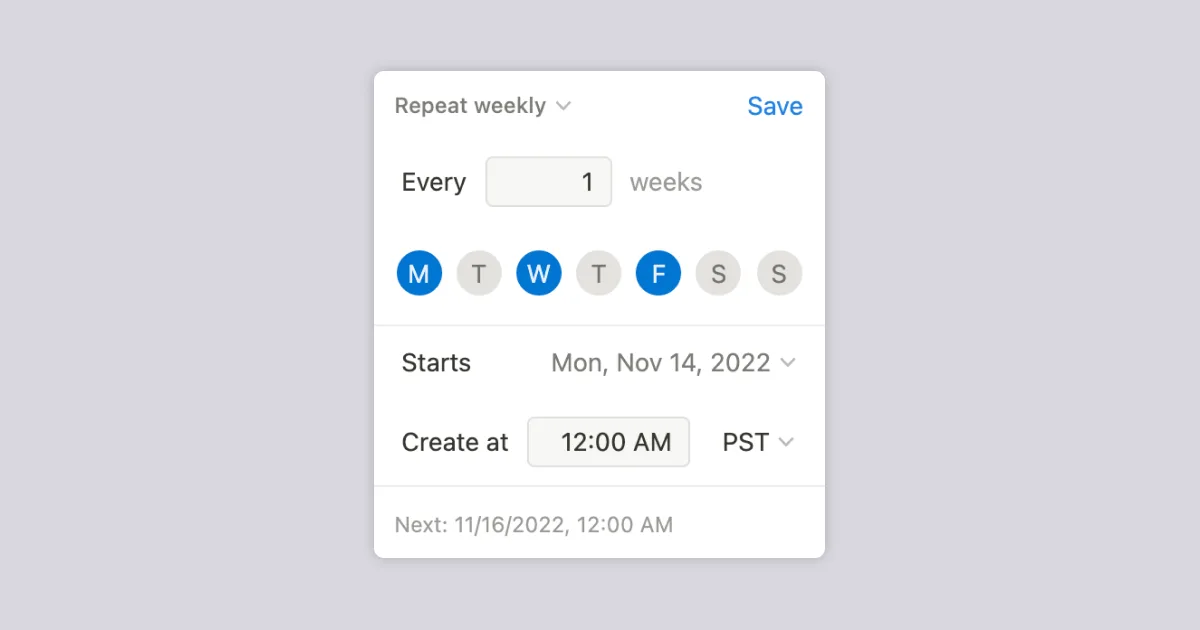 Repeat weekly Save
Every 1 weeks
M T W T F S S
Starts Mon, Nov 14, 2022
Create at 12:00 AM PST
Next: 11/16/2022, 12:00 AM